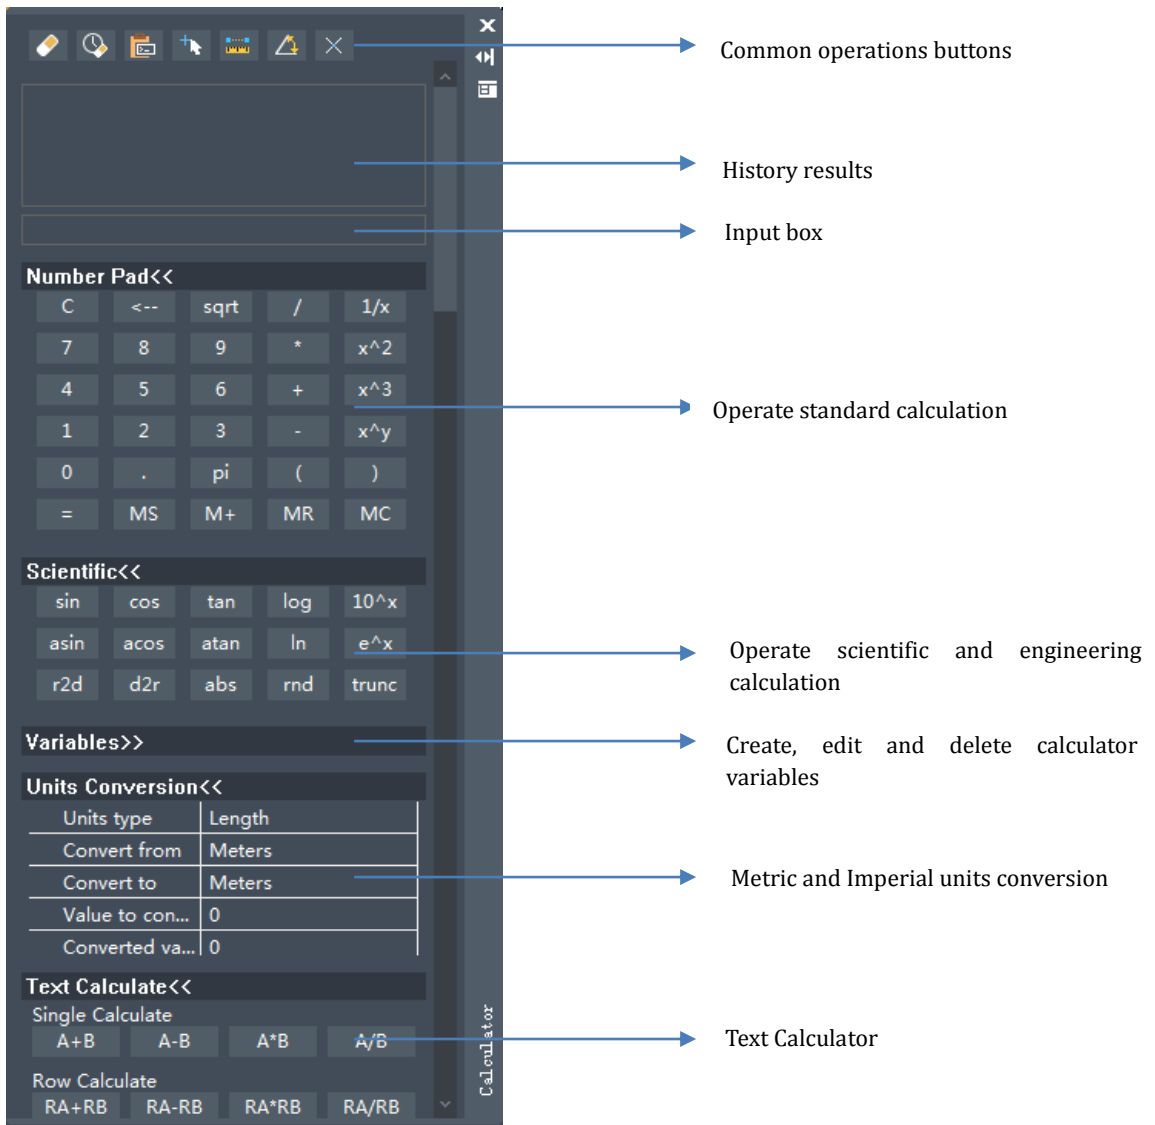 Common operations buttons
History results
Input box
Number Pad<<
C <-- sqrt / 1/x
7 8 9 * x^2
4 5 6 + x^3
Operate standard calculation
1 2 3 - x^y
0 . pi ( )
= MS M+ MR MC
Scientific<<
sin cos tan log 10^x
asin acos atan ln e^x
r2d d2r abs rnd trunc
Operate scientific and engineering
calculation
Variables>>
Create, edit and delete calculator
variables
Units Conversion<<
Units type Length
Convert from Meters
Convert to Meters
Value to con... 0
Converted va... 0
Metric and Imperial units conversion
Text Calculate<<
Single Calculate
A+B A-B A*B A/B
Text Calculator
Row Calculate
RA+RB RA-RB RA*RB RA/RB
Calculator